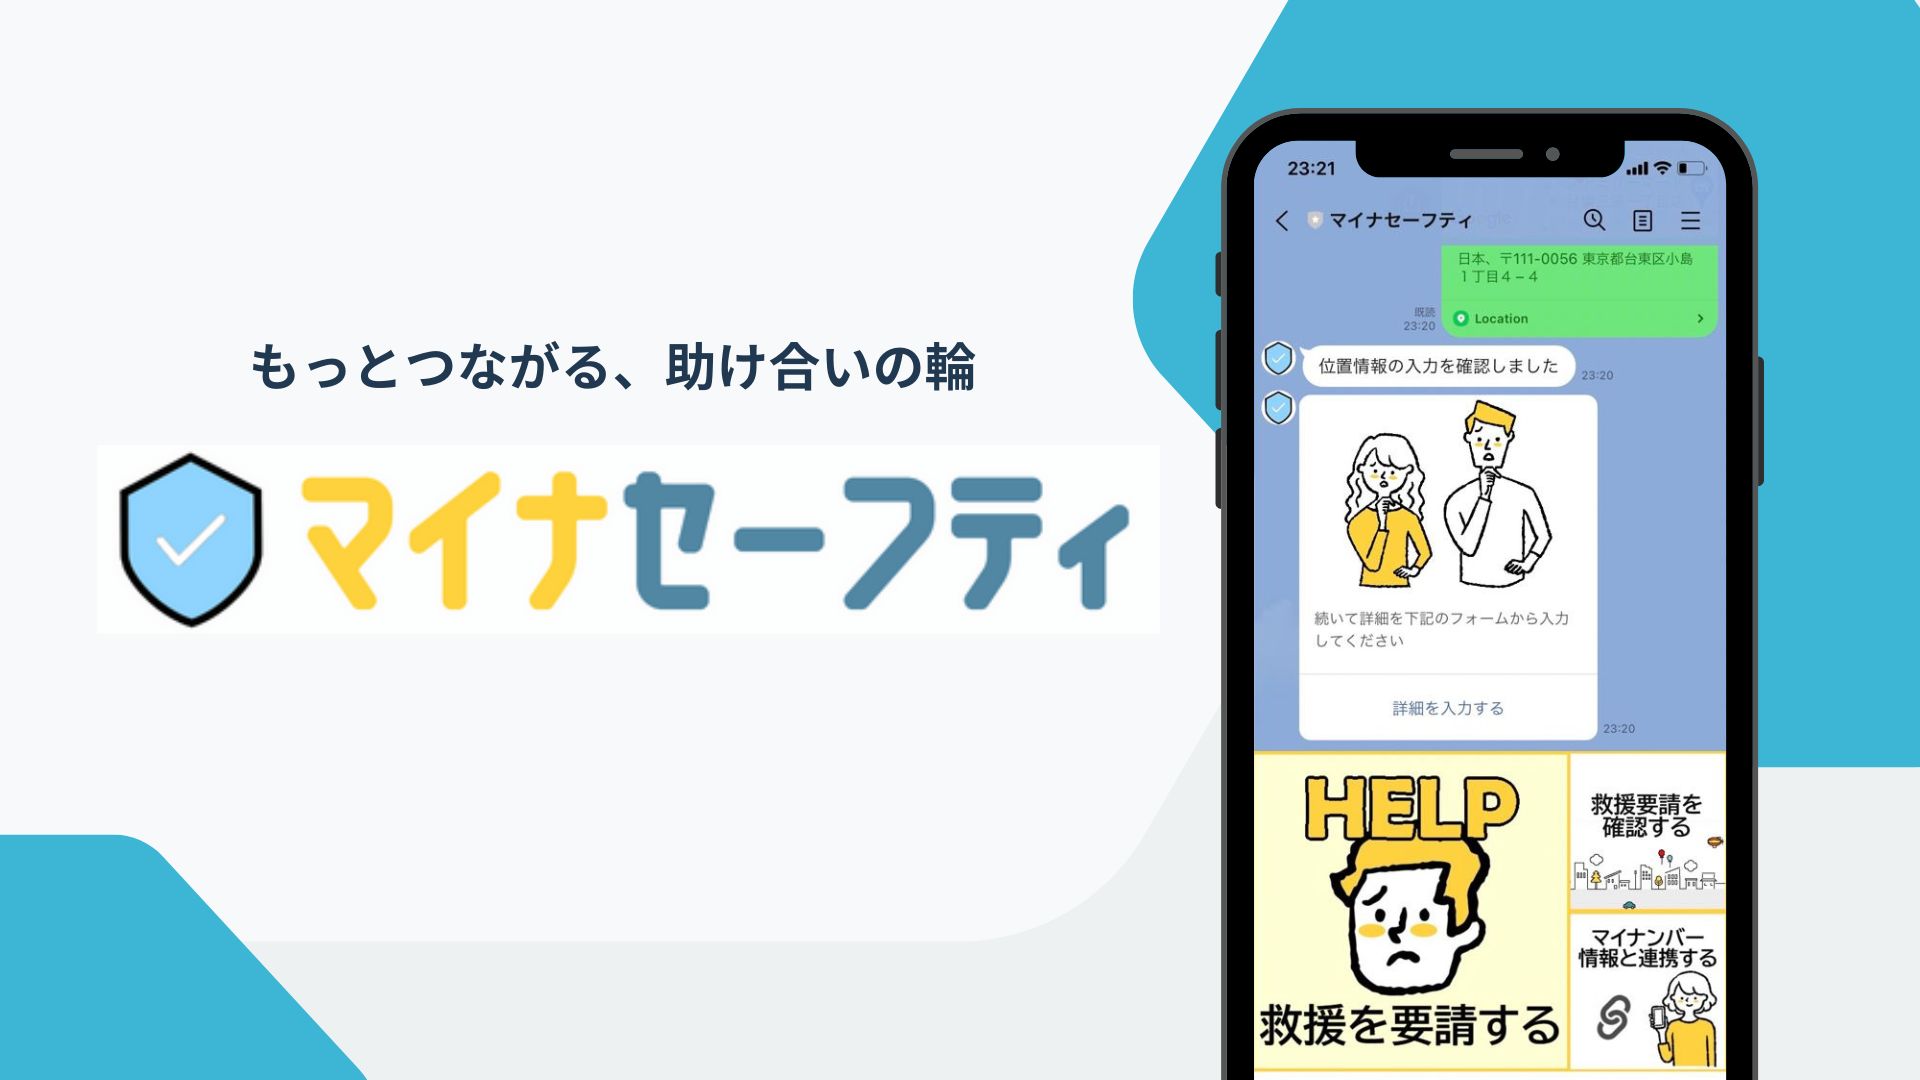 もっとつながる、助け合いの輪
マイナセーフティ
23:21
マイナセーフティ
日本、〒111-0056 東京都台東区小島
１丁目４−４
既読
23:20
Location
位置情報の入力を確認しました
23:20
続いて詳細を下記のフォームから入力
してください
詳細を入力する
23:20
HELP
救援を要請する
救援要請を
確認する
マイナンバー
情報と連携する